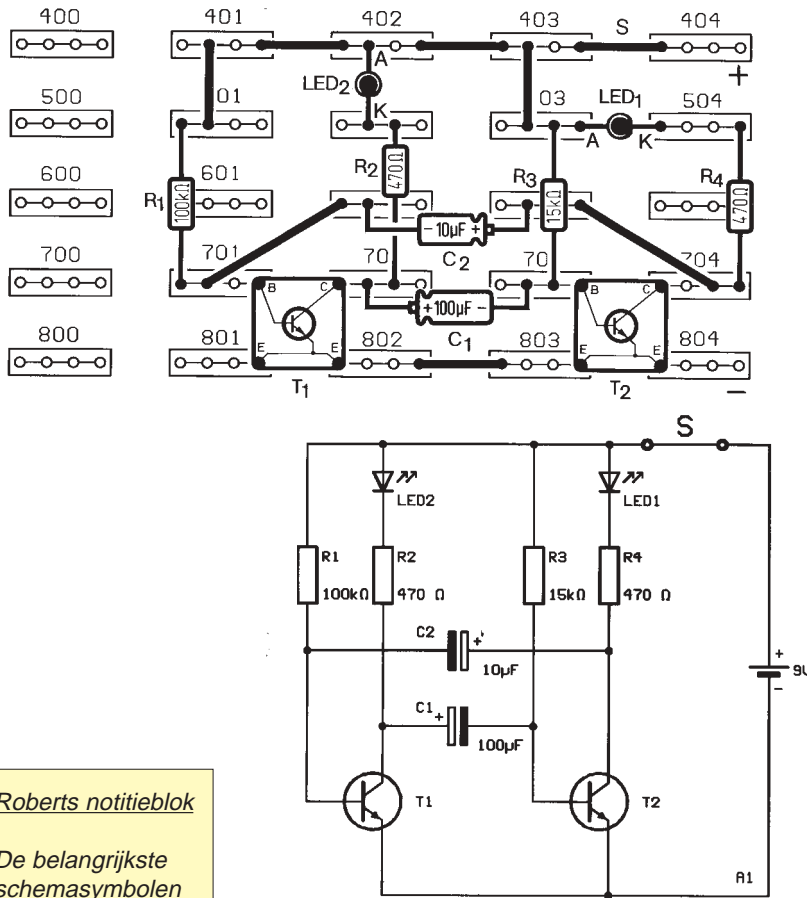 400 401 402 403 S 404
A +
LED2
500 01 K 03 LED1 504
A K
R2 470Ω
R1 100kΩ 601 R3 15kΩ R4 470Ω
600
- 10µF +
C2
700 701 70 70 704
B C + 100µF - B C
C1
800 801 E E 802 803 E E 804
T1 T2 -
S
LED2 LED1
R1 R2 R3 R4
100kΩ 470 Ω 15kΩ 470 Ω
C2 +
10µF + 9V
-
C1 +
100µF
T1 T2
Roberts notitieblok
De belangrijkste
schemasymbolen
A1